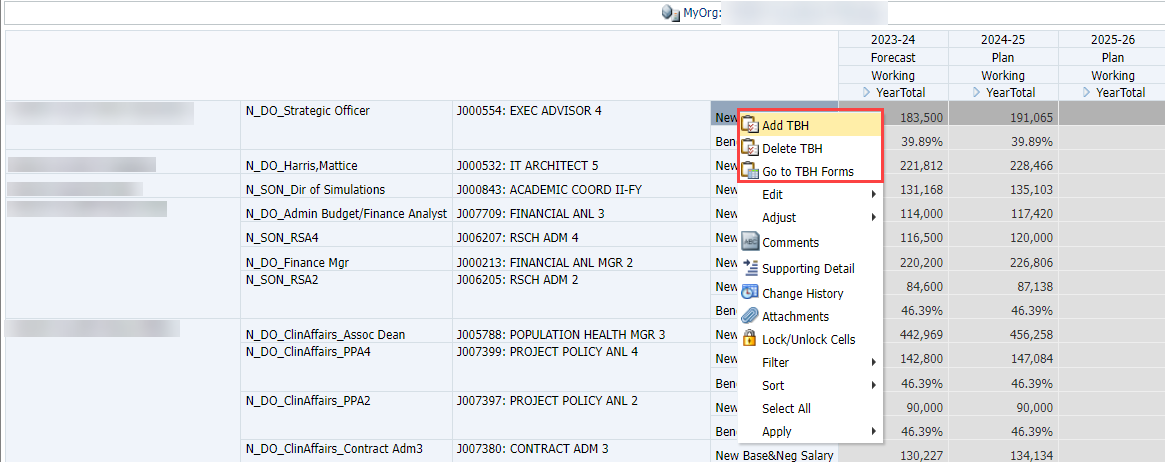 MyOrg:
2023-24 2024-25 2025-26
Forecast Plan Plan
Working Working Working
YearTotal YearTotal YearTotal
N_DO_Strategic Officer J000554: EXEC ADVISOR 4 New 183,500 191,065
Add TBH
Ben 39.89% 39.89%
Delete TBH
N_DO_Harris,Mattice J000532: IT ARCHITECT 5 New 221,812 228,466
Go to TBH Forms
N_SON_Dir of Simulations J000843: ACADEMIC COORD II-FY New 131,168 135,103
Edit
N_DO_Admin Budget/Finance Analyst J007709: FINANCIAL ANL 3 New 114,000 117,420
Adjust
N_SON_RSA4 J006207: RSCH ADM 4 New 116,500 120,000
Comments
N_DO_Finance Mgr J000213: FINANCIAL ANL MGR 2 New 220,200 226,806
Supporting Detail
N_SON_RSA2 J006205: RSCH ADM 2 New 84,600 87,138
Change History
Ben 46.39% 46.39%
Attachments
N_DO_ClinAffairs_Assoc Dean J005788: POPULATION HEALTH MGR 3 New 442,969 456,258
Lock/Unlock Cells
N_DO_ClinAffairs_PPA4 J007399: PROJECT POLICY ANL 4 New 142,800 147,084
Filter
Ben 46.39% 46.39%
Sort
N_DO_ClinAffairs_PPA2 J007397: PROJECT POLICY ANL 2 New 90,000 90,000
Select All
Ben 46.39% 46.39%
Apply
N_DO_ClinAffairs_Contract Adm3 J007380: CONTRACT ADM 3 New Base&Neg Salary 130,227 134,134